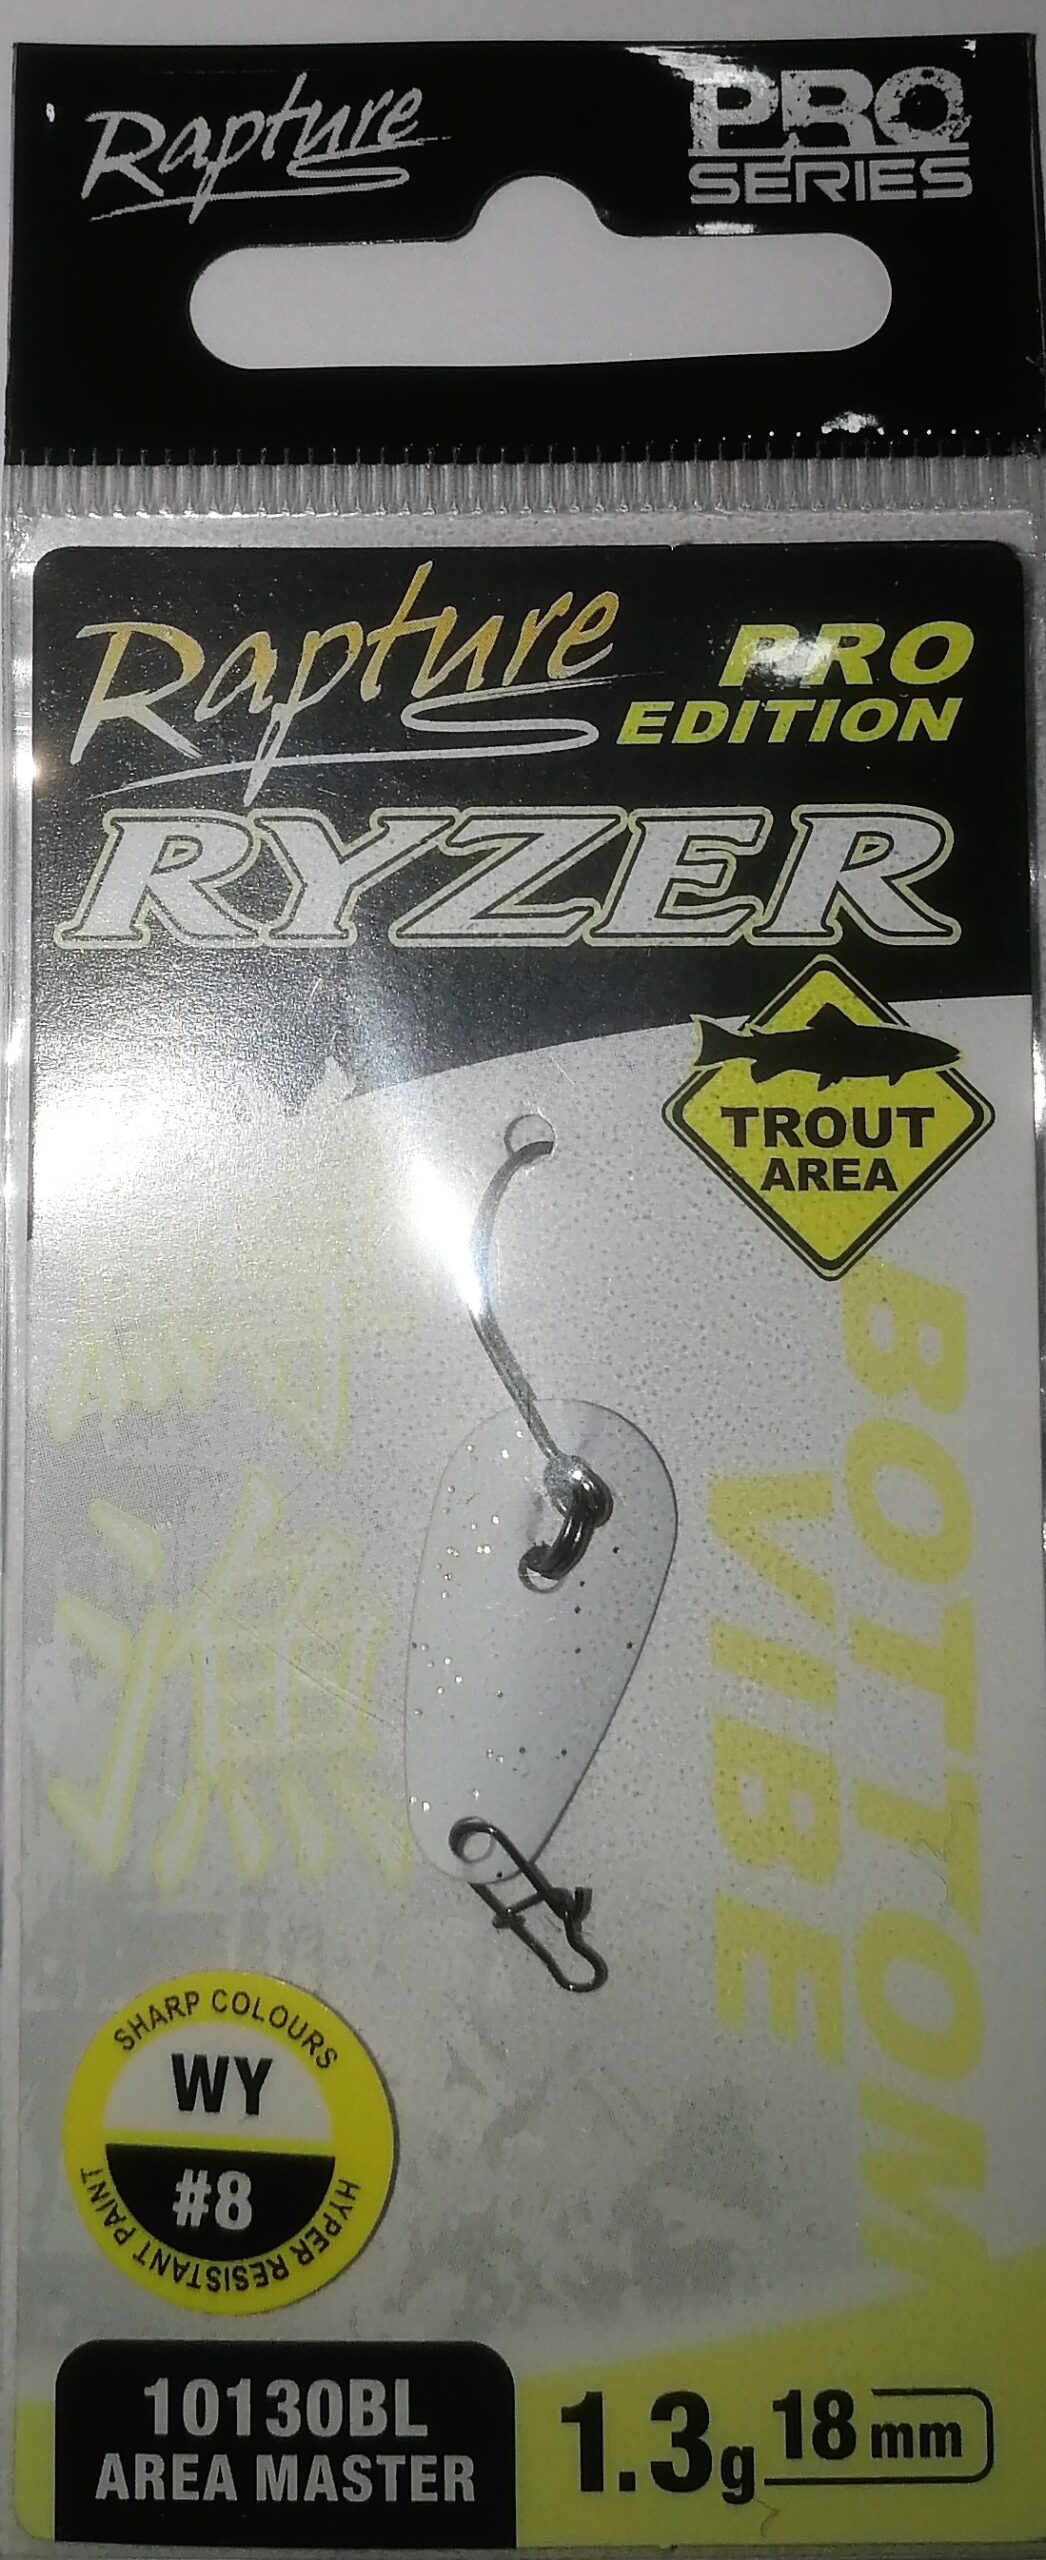 Rapture
PRO
SERIES
Rapture
PRO
EDITION
RYZER
TROUT
AREA
BOTTOM
VIBE
SHARP COLOURS
WY
#8
HYPER RESISTANT PAINT
10130BL
AREA MASTER
1.3g 18mm